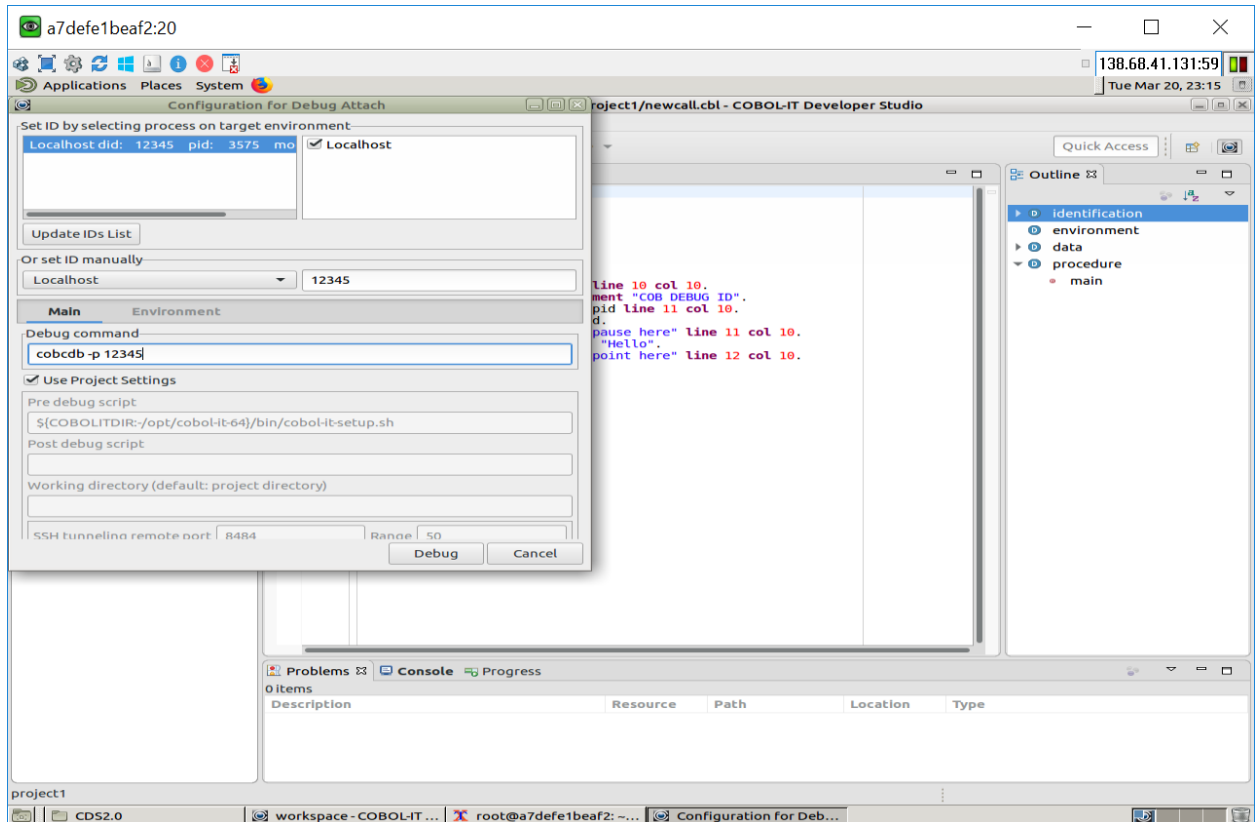 a7defe1beaf2:20
138.68.41.131:59
Applications Places System
Tue Mar 20, 23:15
Configuration for Debug Attach
roject1/newcall.cbl - COBOL-IT Developer Studio
Set ID by selecting process on target environment
Localhost did: 12345 pid: 3575 mo
Localhost
Update IDs List
Or set ID manually
Localhost
12345
Main
Environment
Debug command
cobcdb -p 12345
Use Project Settings
Pre debug script
${COBOLITDIR:-/opt/cobol-it-64}/bin/cobol-it-setup.sh
Post debug script
Working directory (default: project directory)
SSH tunneling remote port 8484 Range 50
Debug
Cancel
Quick Access
line 10 col 10.
ment "COB DEBUG ID".
pid line 11 col 10.
d.
pause here" line 11 col 10.
"Hello".
point here" line 12 col 10.
Outline
identification
environment
data
procedure
main
Problems Console Progress
0 items
Description Resource Path Location Type
project1
CDS2.0
workspace - COBOL-IT ...
root@a7defe1beaf2: ~...
Configuration for Deb...